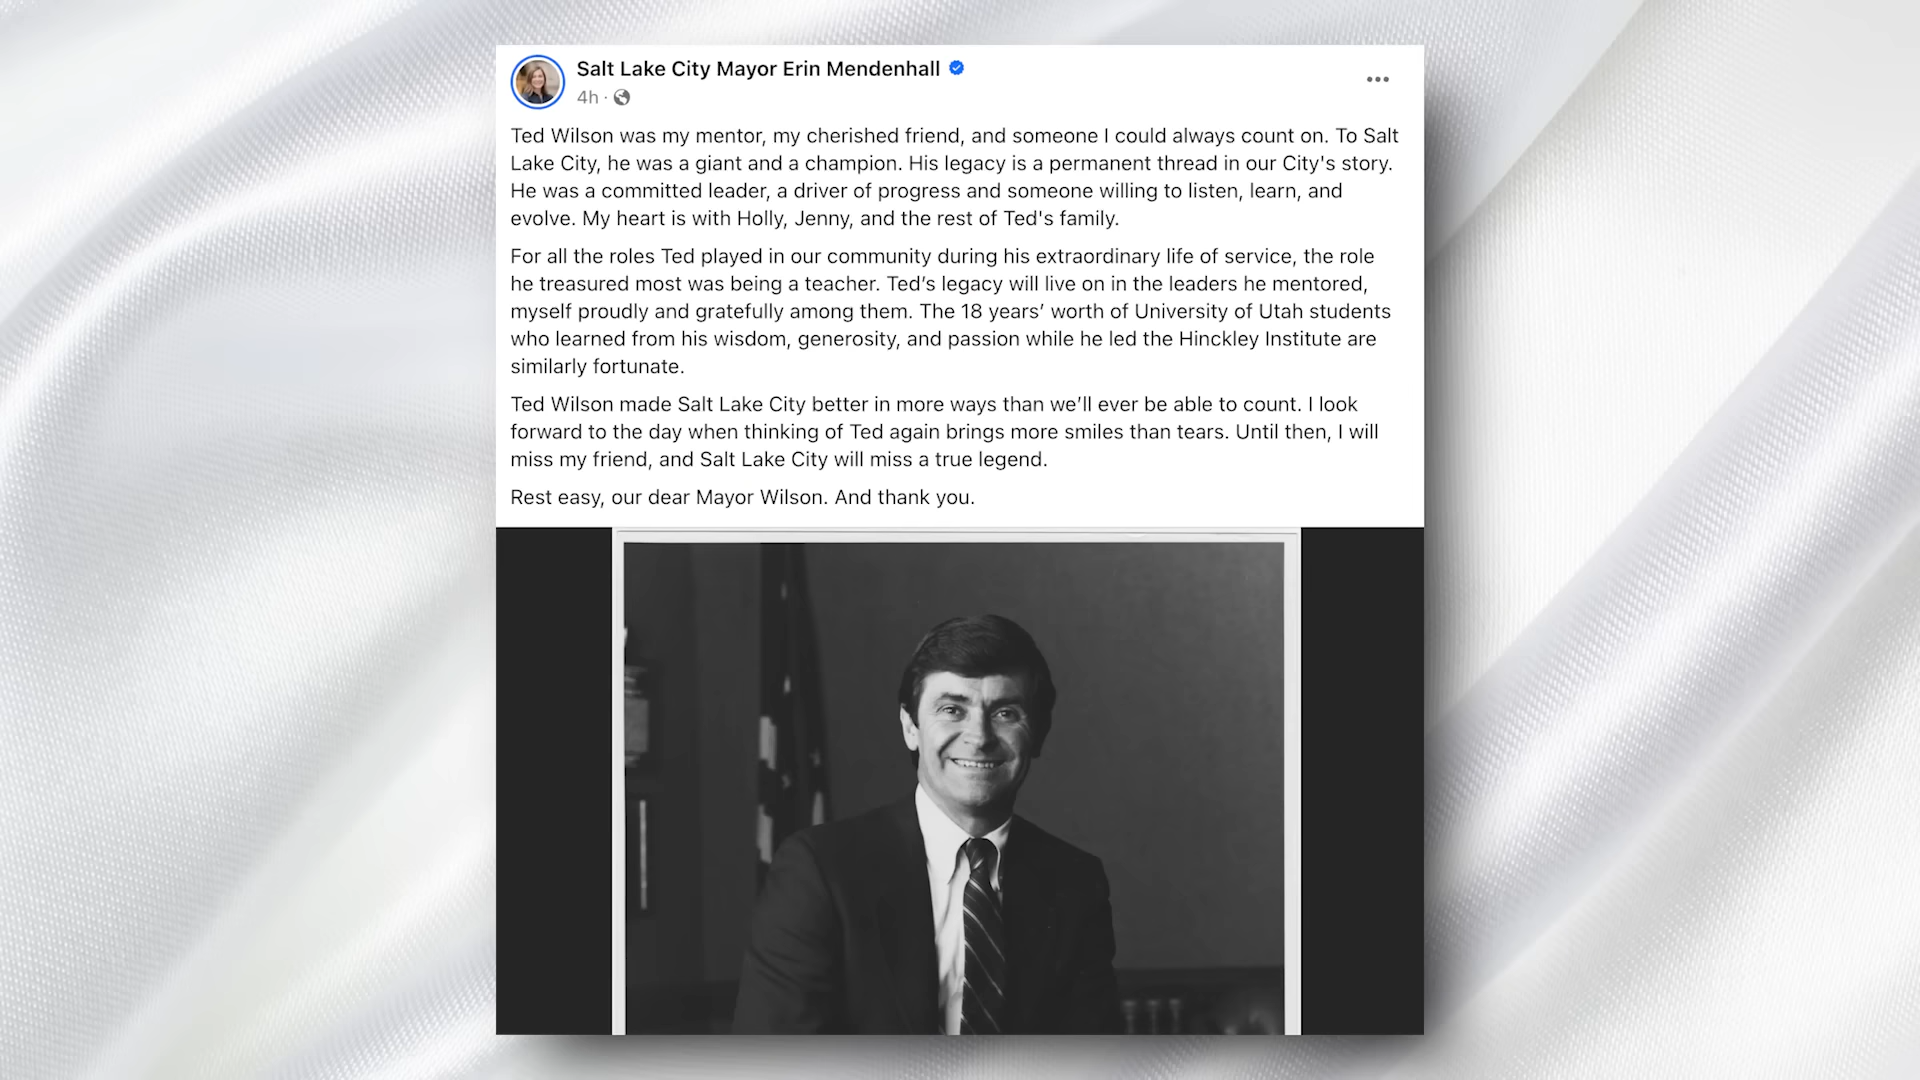 Salt Lake City Mayor Erin Mendenhall
4h ·
Ted Wilson was my mentor, my cherished friend, and someone I could always count on. To Salt
Lake City, he was a giant and a champion. His legacy is a permanent thread in our City's story.
He was a committed leader, a driver of progress and someone willing to listen, learn, and
evolve. My heart is with Holly, Jenny, and the rest of Ted's family.
For all the roles Ted played in our community during his extraordinary life of service, the role
he treasured most was being a teacher. Ted’s legacy will live on in the leaders he mentored,
myself proudly and gratefully among them. The 18 years’ worth of University of Utah students
who learned from his wisdom, generosity, and passion while he led the Hinckley Institute are
similarly fortunate.
Ted Wilson made Salt Lake City better in more ways than we’ll ever be able to count. I look
forward to the day when thinking of Ted again brings more smiles than tears. Until then, I will
miss my friend, and Salt Lake City will miss a true legend.
Rest easy, our dear Mayor Wilson. And thank you.